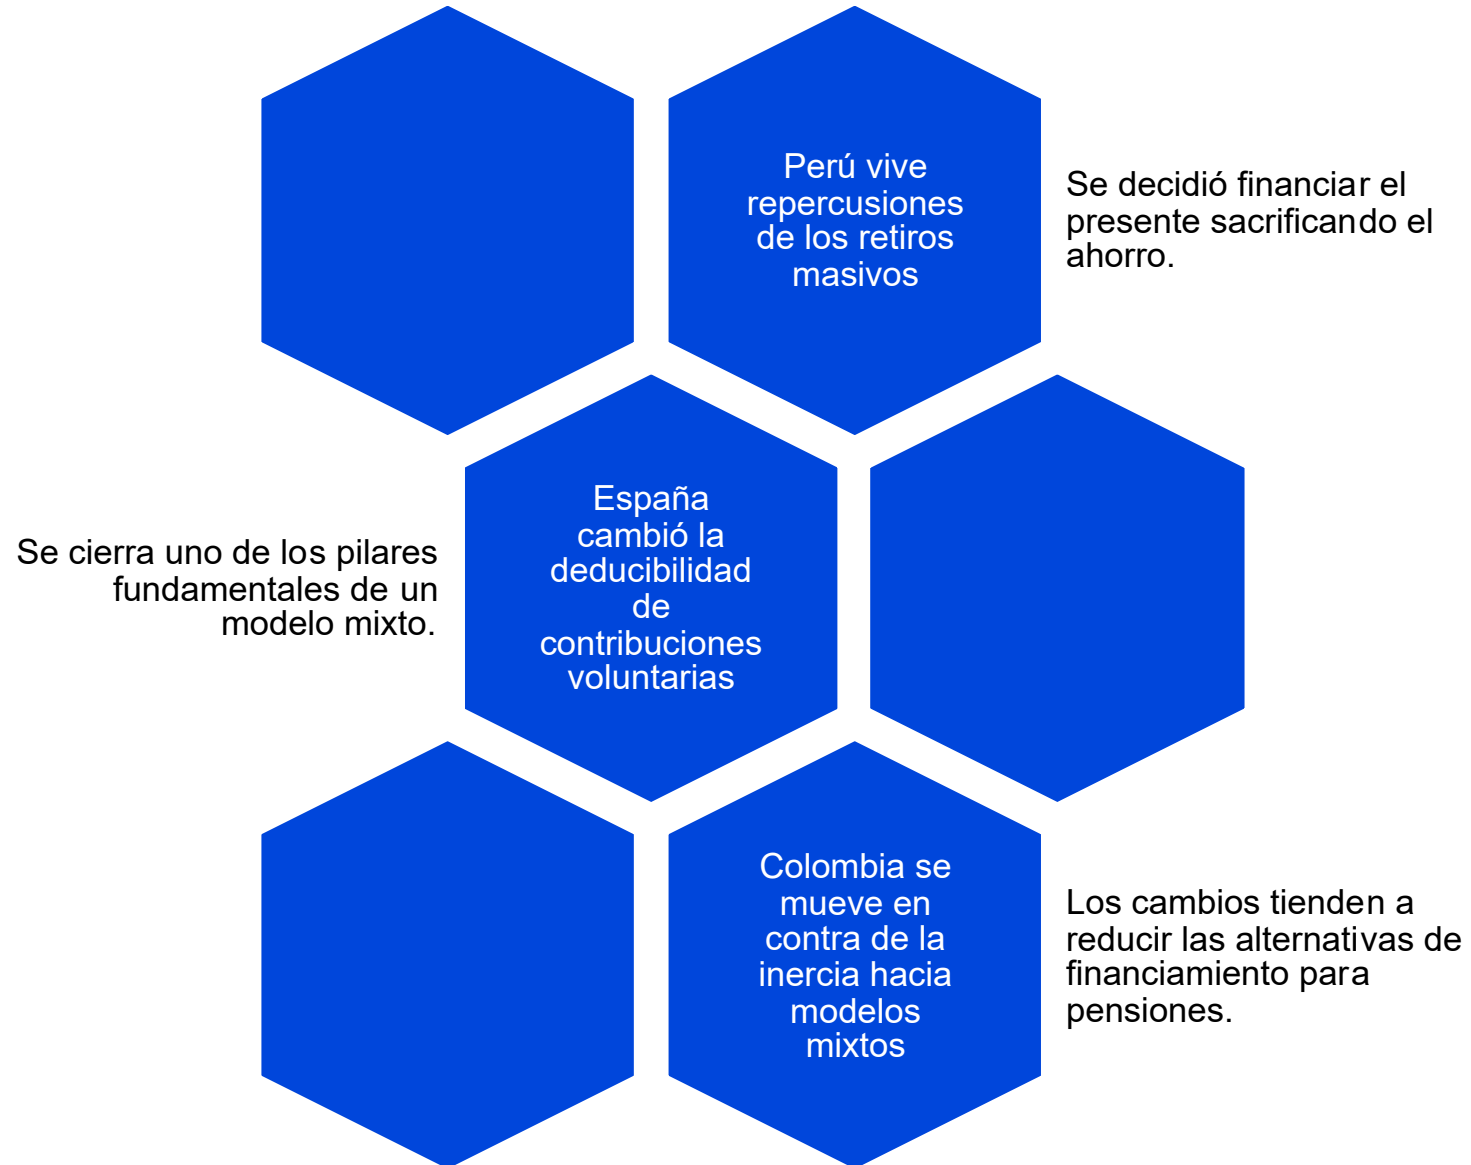 Perú vive
repercusiones
de los retiros
masivos
Se decidió financiar el
presente sacrificando el
ahorro.
España
cambió la
deducibilidad
de
contribuciones
voluntarias
Se cierra uno de los pilares
fundamentales de un
modelo mixto.
Colombia se
mueve en
contra de la
inercia hacia
modelos
mixtos
Los cambios tienden a
reducir las alternativas de
financiamiento para
pensiones.